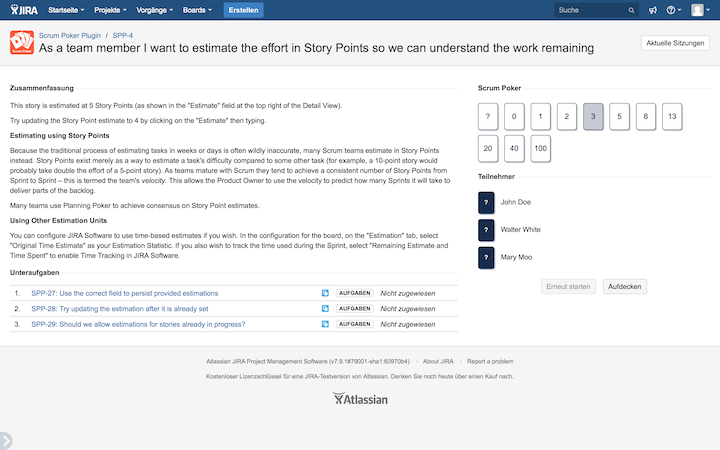 JIRA Startseite Projekte Vorgänge Boards Erstellen Suche ?
Scrum Poker
Scrum Poker Plugin / SPP-4
As a team member I want to estimate the effort in Story Points so we can understand the work remaining
Aktuelle Sitzungen
Zusammenfassung
This story is estimated at 5 Story Points (as shown in the "Estimate" field at the top right of the Detail View).
Try updating the Story Point estimate to 4 by clicking on the "Estimate" then typing.
Estimating using Story Points
Because the traditional process of estimating tasks in weeks or days is often wildly inaccurate, many Scrum teams estimate in Story Points
instead. Story Points exist merely as a way to estimate a task's difficulty compared to some other task (for example, a 10-point story would
probably take double the effort of a 5-point story). As teams mature with Scrum they tend to achieve a consistent number of Story Points from
Sprint to Sprint – this is termed the team's velocity. This allows the Product Owner to use the velocity to predict how many Sprints it will take to
deliver parts of the backlog.
Many teams use Planning Poker to achieve consensus on Story Point estimates.
Using Other Estimation Units
You can configure JIRA Software to use time-based estimates if you wish. In the configuration for the board, on the "Estimation" tab, select
"Original Time Estimate" as your Estimation Statistic. If you also wish to track the time used during the Sprint, select "Remaining Estimate and
Time Spent" to enable Time Tracking in JIRA Software.
Unteraufgaben
1. SPP-27: Use the correct field to persist provided estimations AUFGABEN Nicht zugewiesen
2. SPP-28: Try updating the estimation after it is already set AUFGABEN Nicht zugewiesen
3. SPP-29: Should we allow estimations for stories already in progress? AUFGABEN Nicht zugewiesen
Scrum Poker
? 0 1 2 3 5 8 13
20 40 100
Teilnehmer
? John Doe
? Walter White
? Mary Moo
Erneut starten Aufdecken
Atlassian JIRA Project Management Software (v7.9.1#79001-sha1:60970b4) · About JIRA · Report a problem
Kostenloser Lizenzschlüssel für eine JIRA-Testversion von Atlassian. Denken Sie noch heute über einen Kauf nach.
Atlassian